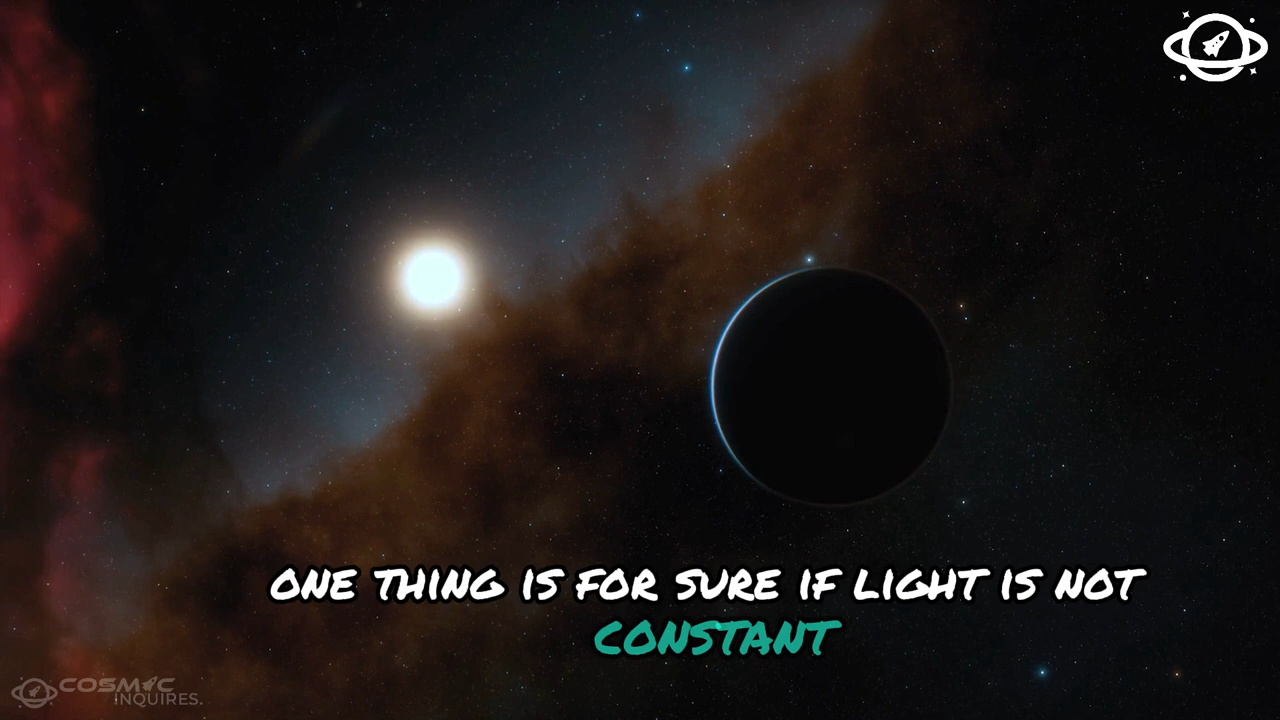 ONE THING IS FOR SURE IF LIGHT IS NOT
CONSTANT
COSMIC
INQUIRES.